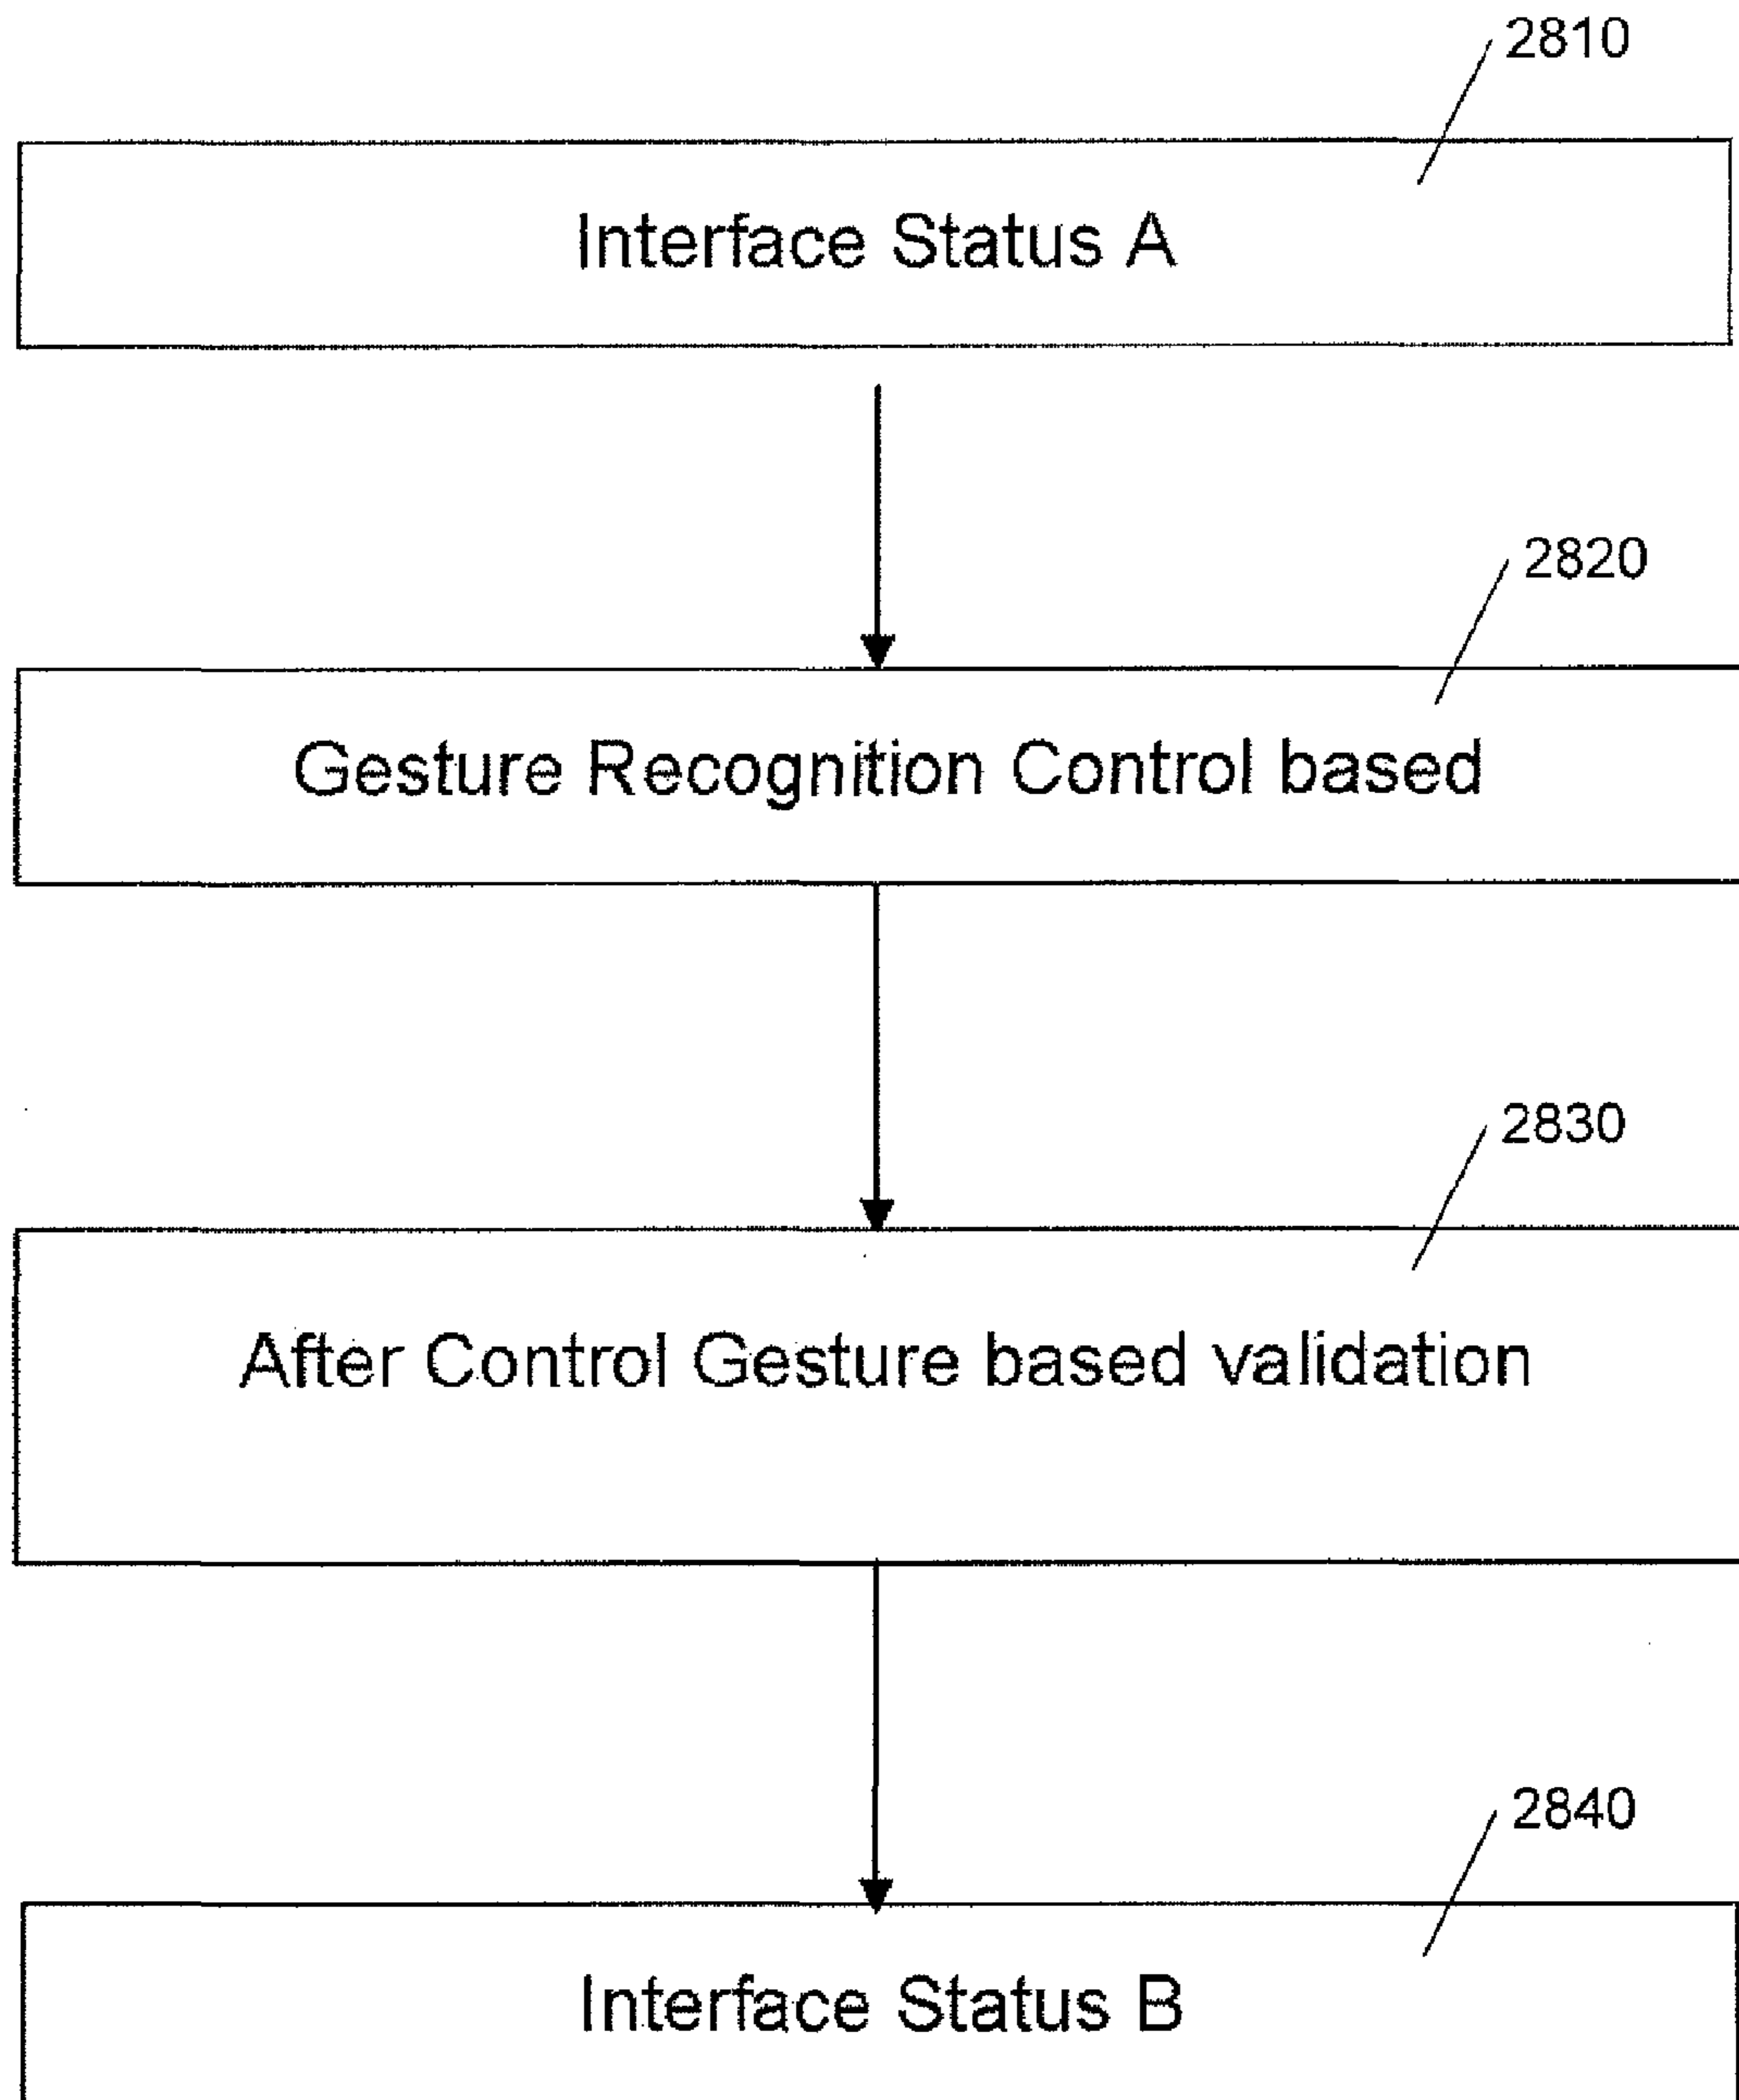 2810
Interface Status A
2820
Gesture Recognition Control based
2830
After Control Gesture based validation
2840
Interface Status B